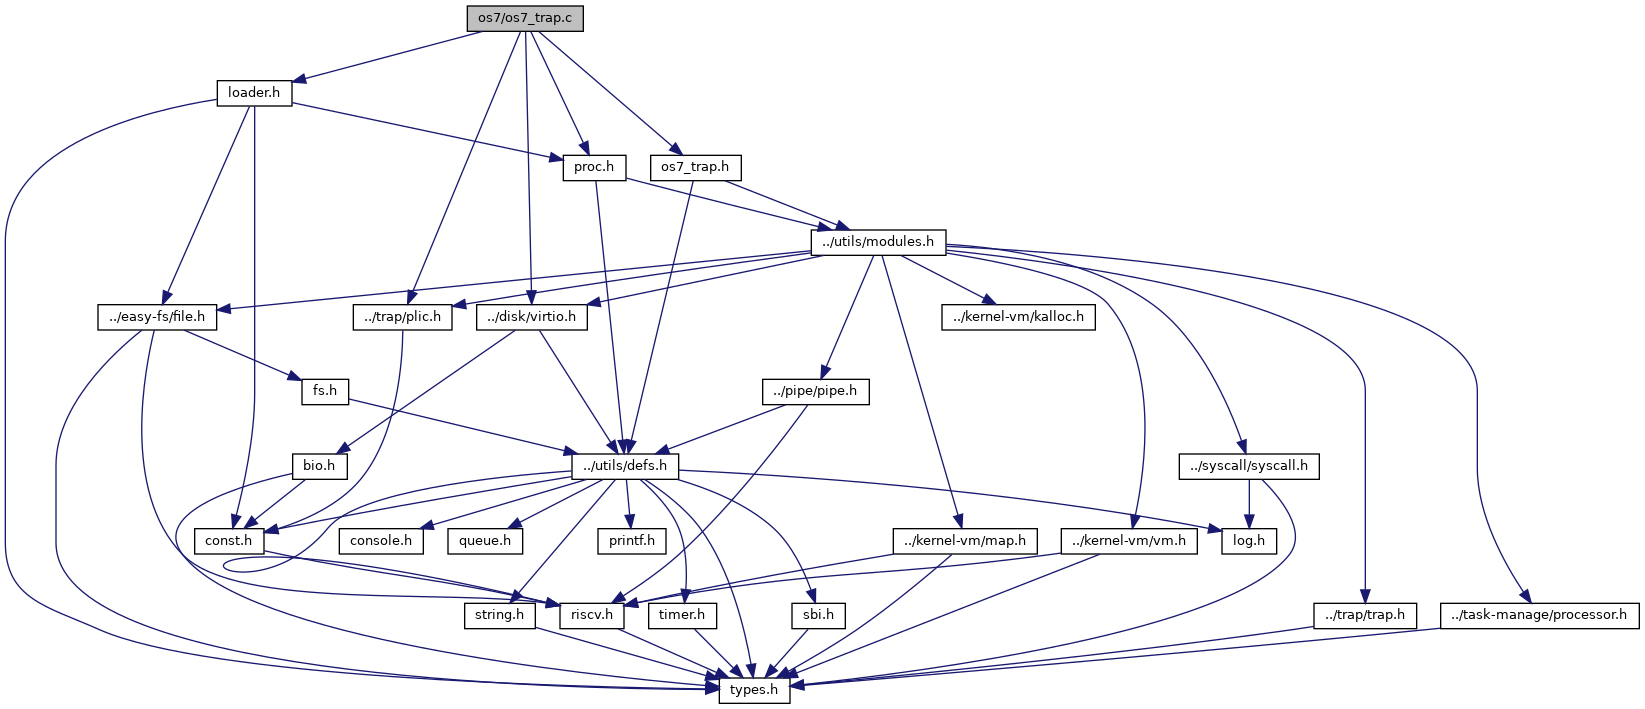 os7/os7_trap.c
loader.h
proc.h
os7_trap.h
../utils/modules.h
../easy-fs/file.h
../trap/plic.h
../disk/virtio.h
../kernel-vm/kalloc.h
fs.h
../pipe/pipe.h
bio.h
../utils/defs.h
../syscall/syscall.h
const.h
console.h
queue.h
printf.h
../kernel-vm/map.h
../kernel-vm/vm.h
log.h
string.h
riscv.h
timer.h
sbi.h
../trap/trap.h
../task-manage/processor.h
types.h